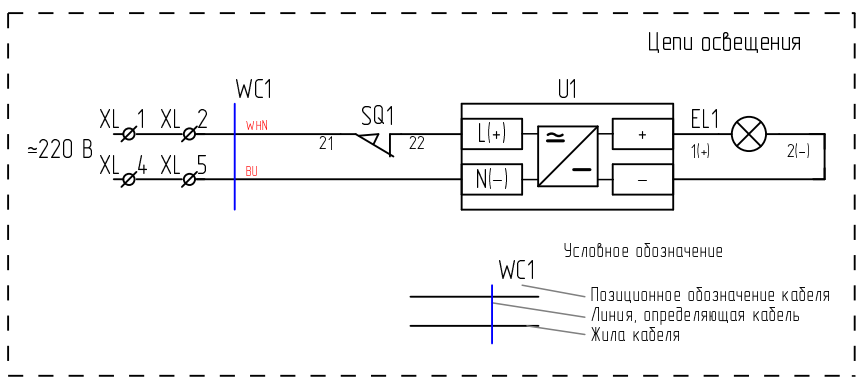 Цепи освещения
WC1
U1
XL 1 XL 2
WHN
SQ1
21
22
L(+)
≃
+
EL1
1(+)
2(-)
≃220 В
XL 4 XL 5
BU
N(-)
–
–
Условное обозначение
WC1
Позиционное обозначение кабеля
Линия, определяющая кабель
Жила кабеля